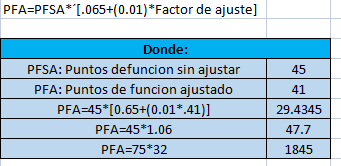 PFA=PFSA*´[.065+(0.01)*Factor de ajuste]
Donde:
PFSA: Puntos defuncion sin ajustar 45
PFA: Puntos de funcion ajustado 41
PFA=45*[0.65+(0.01*.41)] 29.4345
PFA=45*1.06 47.7
PFA=75*32 1845